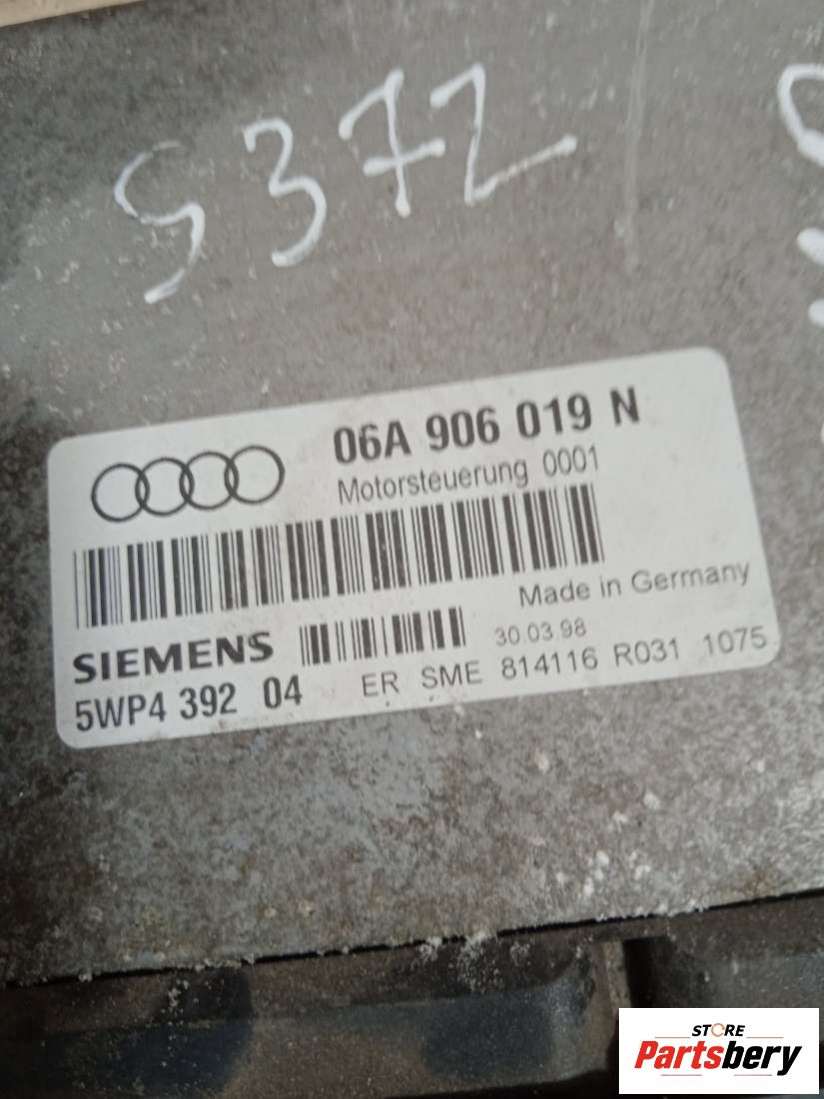 5372
06A 906 019 N
Motorsteuerung 0001
Made in Germany
SIEMENS 30.03.98
5WP4 392 04 ER SME 814116 R031 1075
STORE
Partsbery